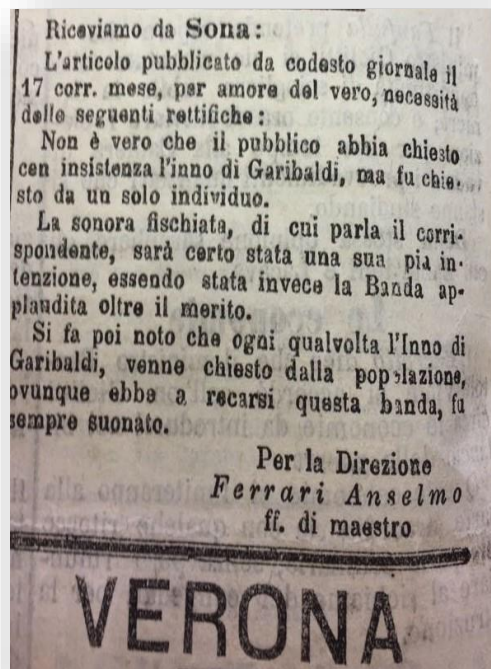 Riceviamo da Sona:
L'articolo pubblicato da codesto giornale il
17 corr. mese, per amore del vero, necessità
delle seguenti rettifiche:
Non è vero che il pubblico abbia chiesto
cen insistenza l'inno di Garibaldi, ma fu chie-
sto da un solo individuo.
La sonora fischiata, di cui parla il corri-
spondente, sarà certo stata una sua pia in-
tenzione, essendo stata invece la Banda ap-
plaudita oltre il merito.
Si fa poi noto che ogni qualvolta l'Inno di
Garibaldi, venne chiesto dalla popolazione,
ovunque ebbe a recarsi questa banda, fu
sempre suonato.
Per la Direzione
Ferrari Anselmo
ff. di maestro
VERONA